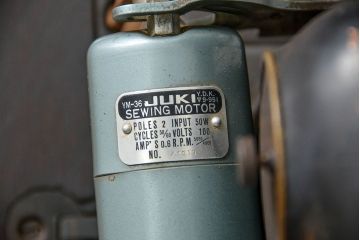 YM-36 JUKI Y.D.K.
SEWING MOTOR
POLES 2 INPUT 50W
CYCLES 50/60 VOLTS 100
AMP'S 0.8 R.P.M.
NO.